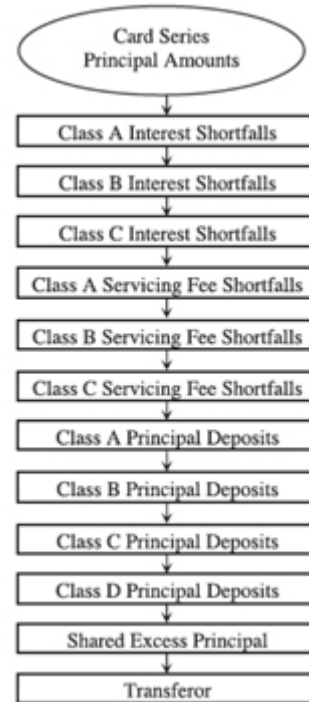 Card Series
Principal Amounts
Class A Interest Shortfalls
Class B Interest Shortfalls
Class C Interest Shortfalls
Class A Servicing Fee Shortfalls
Class B Servicing Fee Shortfalls
Class C Servicing Fee Shortfalls
Class A Principal Deposits
Class B Principal Deposits
Class C Principal Deposits
Class D Principal Deposits
Shared Excess Principal
Transferor